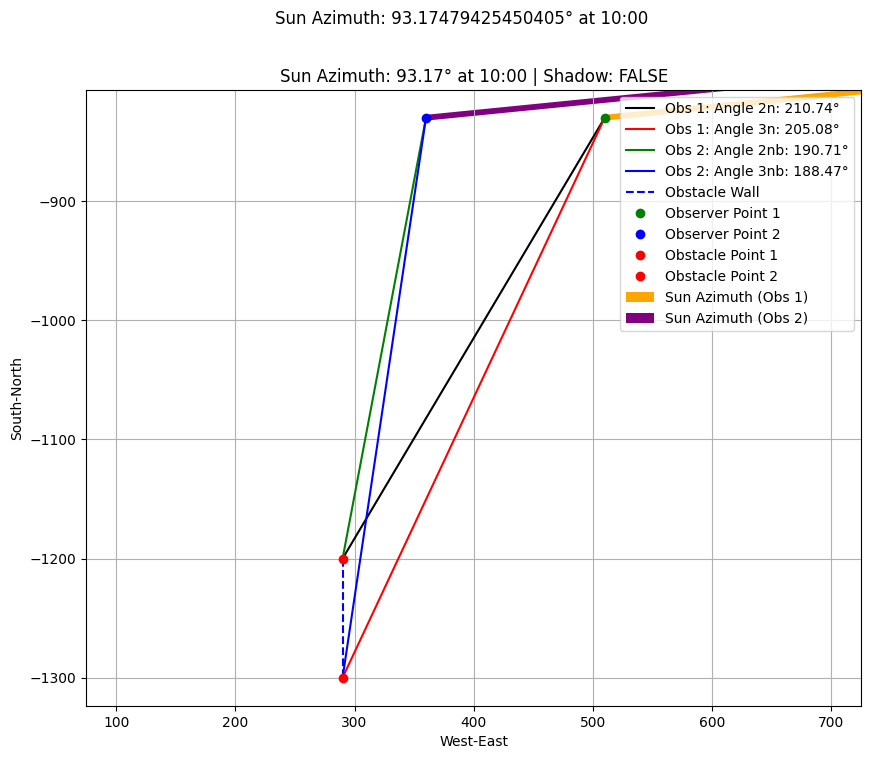 Sun Azimuth: 93.17479425450405° at 10:00
Sun Azimuth: 93.17° at 10:00 | Shadow: FALSE
Obs 1: Angle 2n: 210.74°
Obs 1: Angle 3n: 205.08°
Obs 2: Angle 2nb: 190.71°
Obs 2: Angle 3nb: 188.47°
Obstacle Wall
Observer Point 1
Observer Point 2
Obstacle Point 1
Obstacle Point 2
Sun Azimuth (Obs 1)
Sun Azimuth (Obs 2)
−900
−1000
−1100
−1200
−1300
South-North
100 200 300 400 500 600 700
West-East